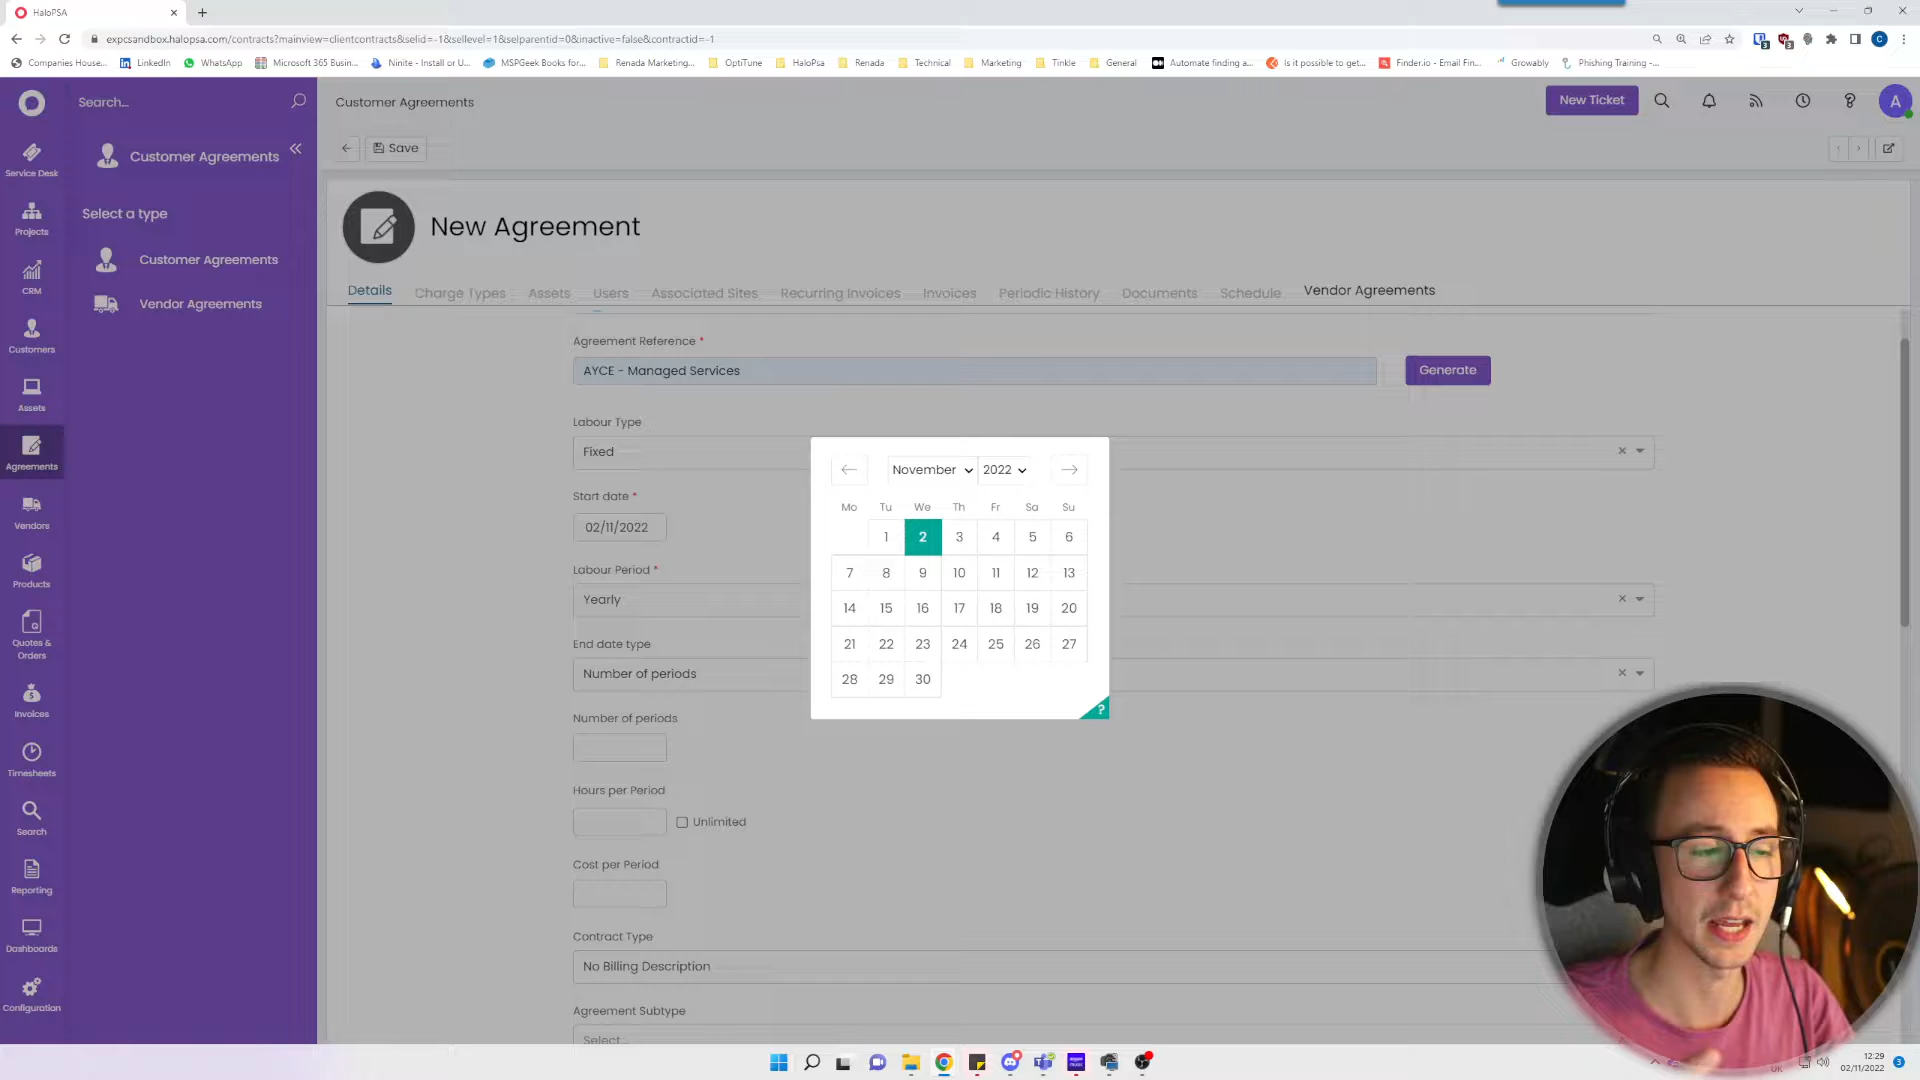 HaloPSA
expcsandbox.halopsa.com/contracts?mainview=clientcontracts&selid=-1&sellevel=1&selparentid=0&inactive=false&contractid=-1
Companies House...
LinkedIn
WhatsApp
Microsoft 365 Busin...
Ninite - Install or U...
MSPGeek Books for...
Renada Marketing...
OptiTune
HaloPsa
Renada
Technical
Marketing
Tinkle
General
Automate finding a...
Is it possible to get...
Finder.io - Email Fin...
Growably
Phishing Training -...
Search...
Customer Agreements
New Ticket
A
Customer Agreements
Save
Service Desk
Select a type
New Agreement
Projects
Customer Agreements
CRM
Vendor Agreements
Details
Charge Types
Assets
Users
Associated Sites
Recurring Invoices
Invoices
Periodic History
Documents
Schedule
Vendor Agreements
Customers
Agreement Reference *
AYCE - Managed Services
Generate
Assets
Labour Type
Fixed
Agreements
Start date *
02/11/2022
Vendors
Labour Period *
Yearly
Products
End date type
Number of periods
Quotes &
Orders
Number of periods
Invoices
Hours per Period
Unlimited
Timesheets
Cost per Period
Search
Contract Type
No Billing Description
Reporting
Agreement Subtype
Select...
Dashboards
Configuration
November 2022
Mo Tu We Th Fr Sa Su
1 2 3 4 5 6
7 8 9 10 11 12 13
14 15 16 17 18 19 20
21 22 23 24 25 26 27
28 29 30
?
UK
12:29
02/11/2022
3